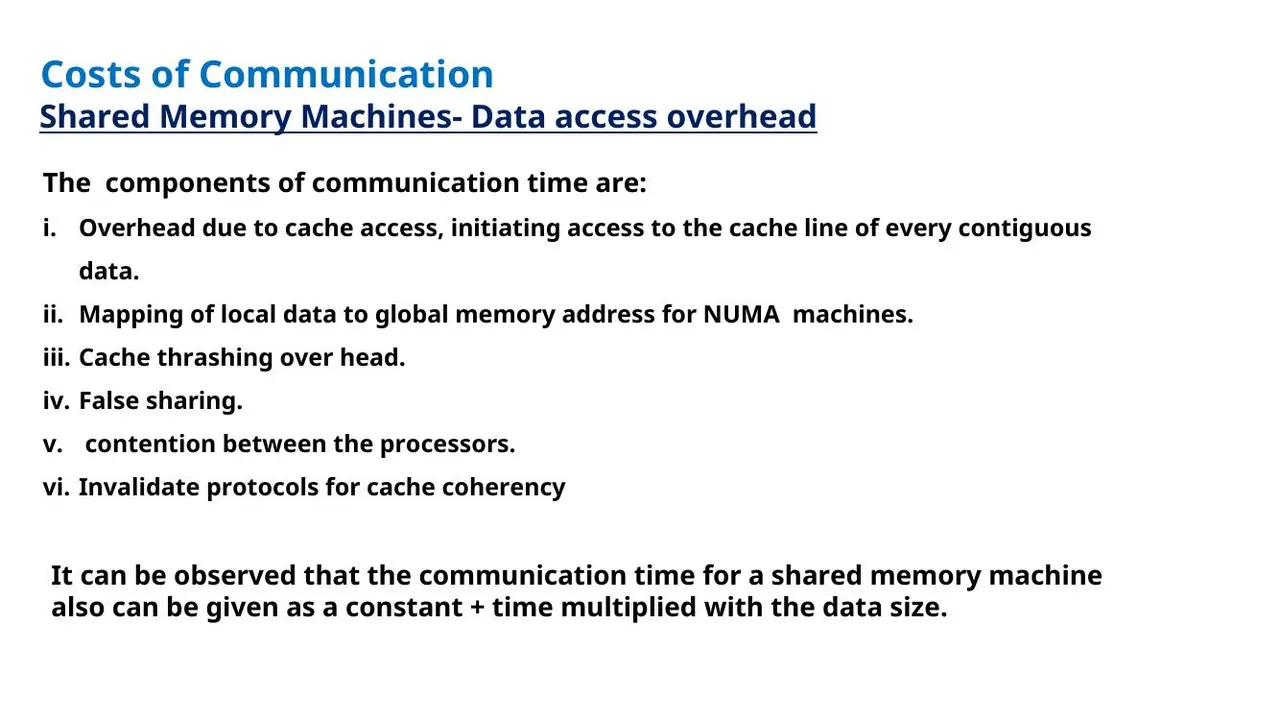 Costs of Communication
Shared Memory Machines- Data access overhead
The  components of communication time are:
i. Overhead due to cache access, initiating access to the cache line of every contiguous
data.
ii. Mapping of local data to global memory address for NUMA  machines.
iii. Cache thrashing over head.
iv. False sharing.
v. contention between the processors.
vi. Invalidate protocols for cache coherency
It can be observed that the communication time for a shared memory machine
also can be given as a constant + time multiplied with the data size.